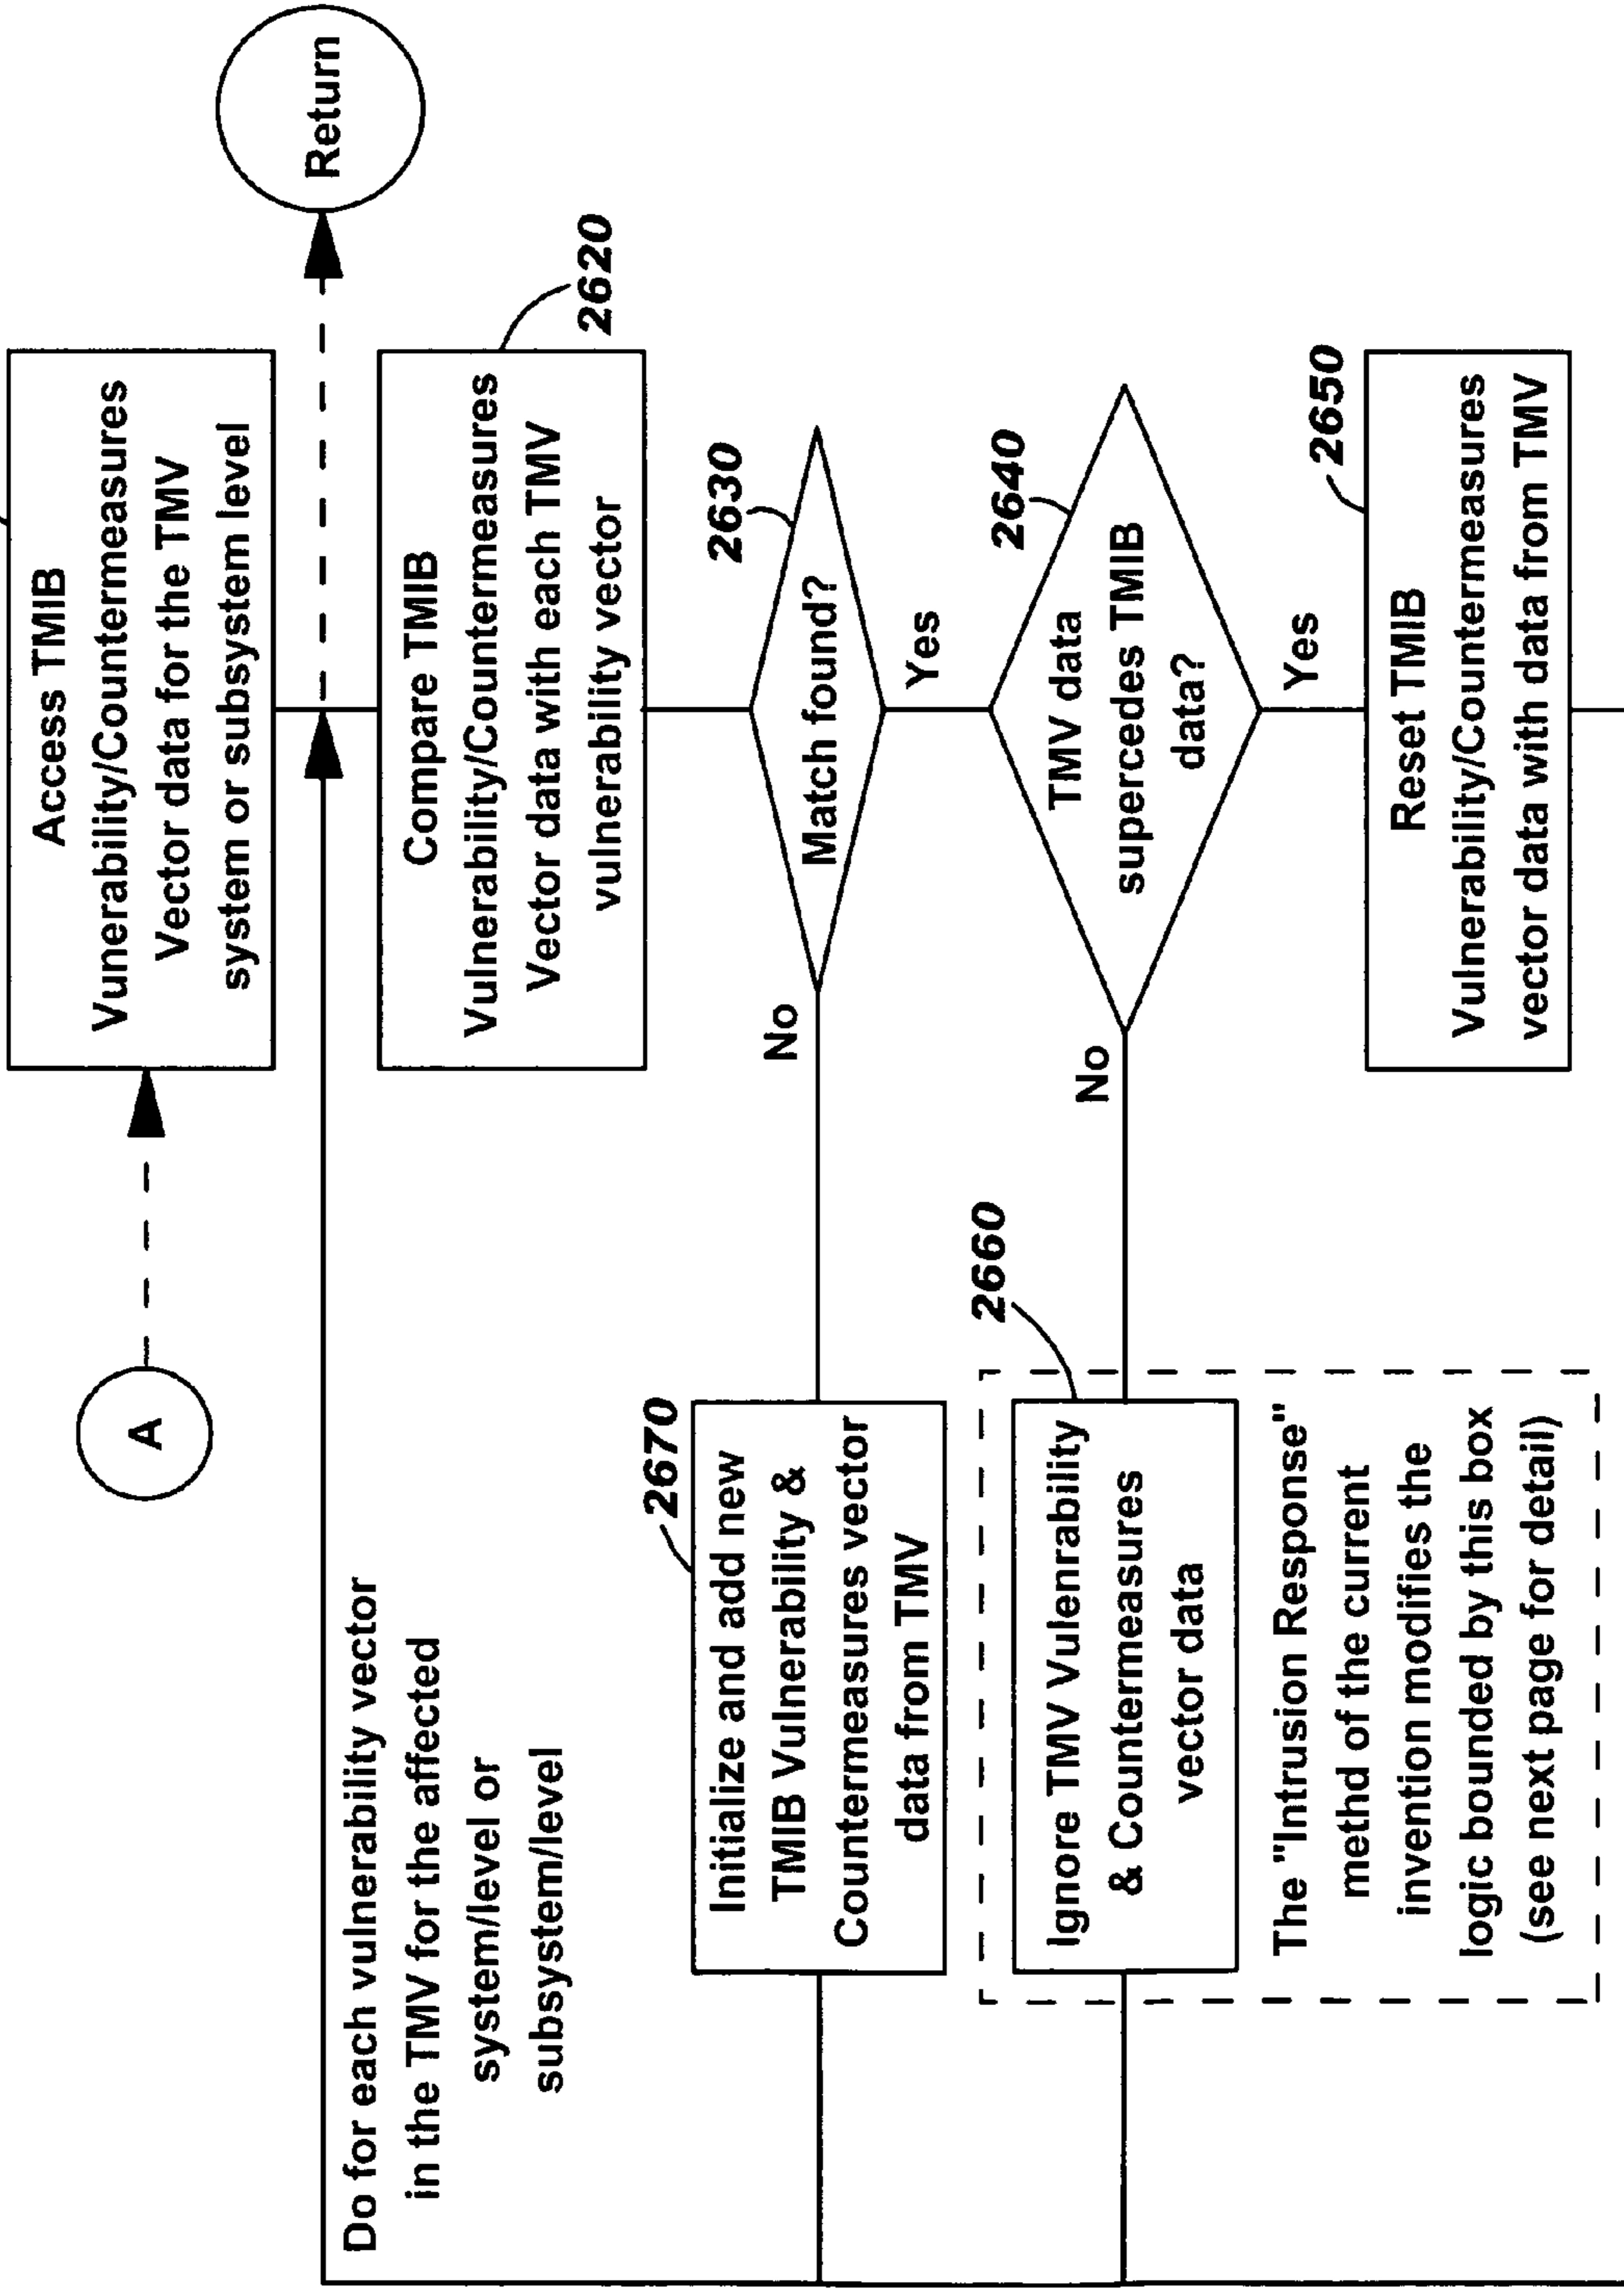 A
Access TMIB
Vunerability/Countermeasures
Vector data for the TMV
system or subsystem level
Return
Do for each vulnerability vector
in the TMV for the affected
system/level or
subsystem/level
Compare TMIB
Vulnerability/Countermeasures
Vector data with each TMV
vulnerability vector
2620
Match found?
2630
No
Yes
Initialize and add new
TMIB Vulnerability &
Countermeasures vector
data from TMV
2670
TMV data
supercedes TMIB
data?
2640
No
Yes
Ignore TMV Vulenrability
& Countermeasures
vector data
2660
The "Intrusion Response"
methd of the current
invention modifies the
logic bounded by this box
(see next page for detail)
Reset TMIB
Vulnerability/Countermeasures
vector data with data from TMV
2650